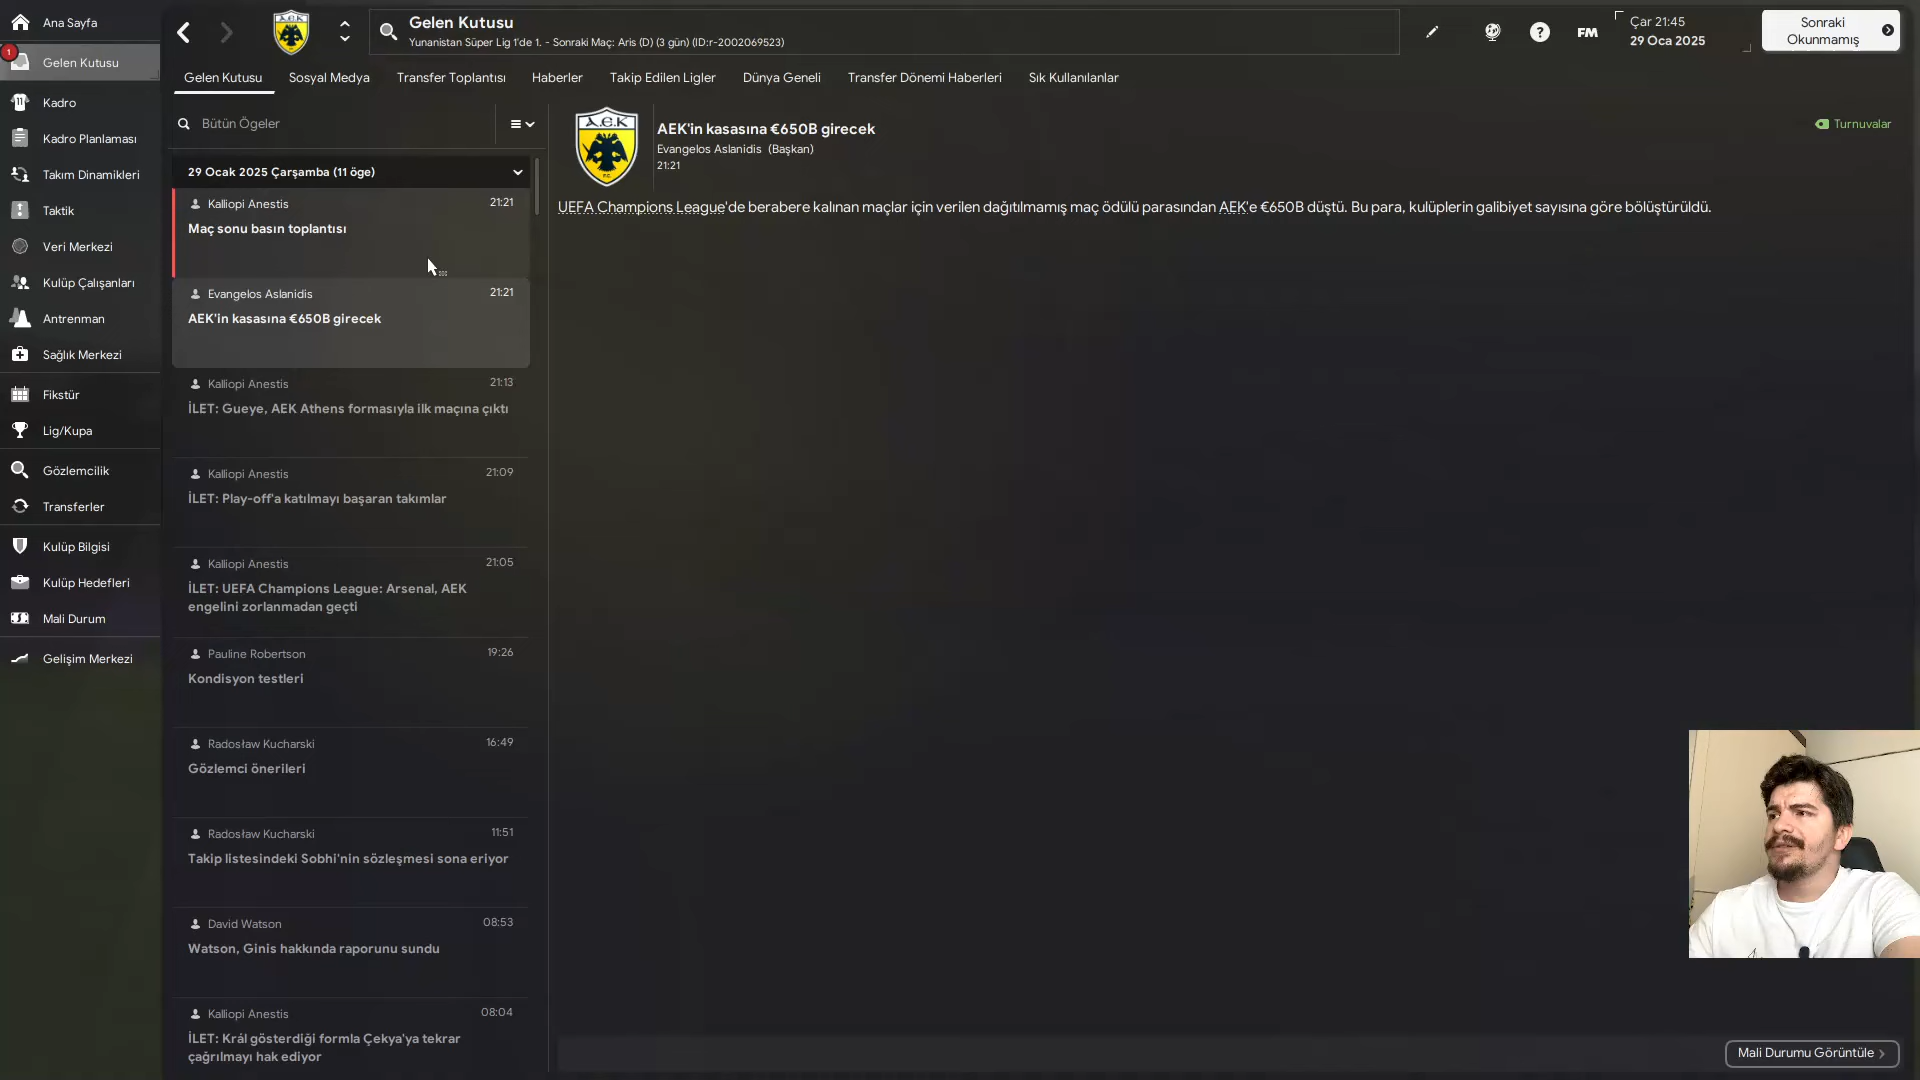 Ana Sayfa
1
Gelen Kutusu
Kadro
Kadro Planlaması
Takım Dinamikleri
Taktik
Veri Merkezi
Kulüp Çalışanları
Antrenman
Sağlık Merkezi
Fikstür
Lig/Kupa
Gözlemcilik
Transferler
Kulüp Bilgisi
Kulüp Hedefleri
Mali Durum
Gelişim Merkezi
Gelen Kutusu
Yunanistan Süper Lig 1'de 1. - Sonraki Maç: Aris (D) (3 gün) (ID:r-2002069523)
FM
Çar 21:45
29 Oca 2025
Sonraki
Okunmamış
Gelen Kutusu
Sosyal Medya
Transfer Toplantısı
Haberler
Takip Edilen Ligler
Dünya Geneli
Transfer Dönemi Haberleri
Sık Kullanılanlar
Bütün Ögeler
29 Ocak 2025 Çarşamba (11 öge)
Kalliopi Anestis 21:21
Maç sonu basın toplantısı
Evangelos Aslanidis 21:21
AEK'in kasasına €650B girecek
Kalliopi Anestis 21:13
İLET: Gueye, AEK Athens formasıyla ilk maçına çıktı
Kalliopi Anestis 21:09
İLET: Play-off'a katılmayı başaran takımlar
Kalliopi Anestis 21:05
İLET: UEFA Champions League: Arsenal, AEK
engelini zorlanmadan geçti
Pauline Robertson 19:26
Kondisyon testleri
Radosław Kucharski 16:49
Gözlemci önerileri
Radosław Kucharski 11:51
Takip listesindeki Sobhi'nin sözleşmesi sona eriyor
David Watson 08:53
Watson, Ginis hakkında raporunu sundu
Kalliopi Anestis 08:04
İLET: Král gösterdiği formla Çekya'ya tekrar
çağrılmayı hak ediyor
A.E.K
F.C.
AEK'in kasasına €650B girecek
Evangelos Aslanidis (Başkan)
21:21
Turnuvalar
UEFA Champions League'de berabere kalınan maçlar için verilen dağıtılmamış maç ödülü parasından AEK'e €650B düştü. Bu para, kulüplerin galibiyet sayısına göre bölüştürüldü.
Mali Durumu Görüntüle